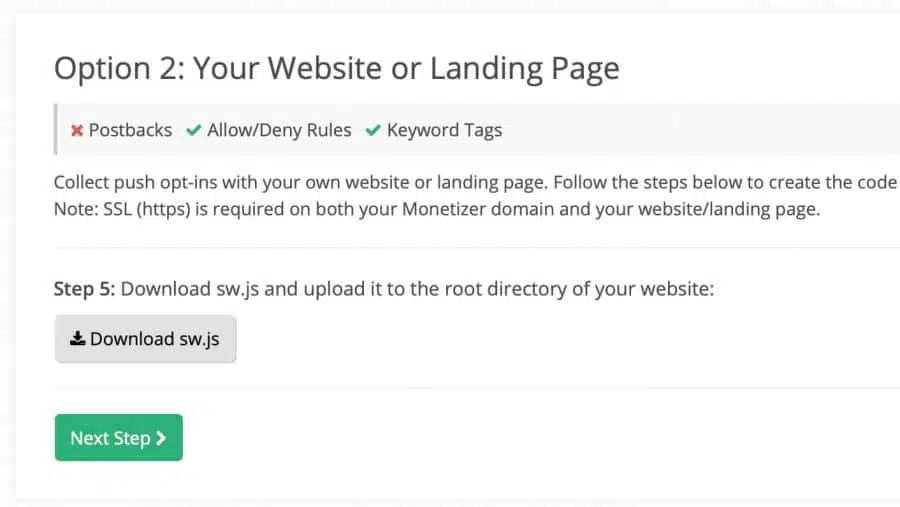 Option 2: Your Website or Landing Page
Postbacks Allow/Deny Rules Keyword Tags
Collect push opt-ins with your own website or landing page. Follow the steps below to create the code
Note: SSL (https) is required on both your Monetizer domain and your website/landing page.
Step 5: Download sw.js and upload it to the root directory of your website:
Download sw.js
Next Step